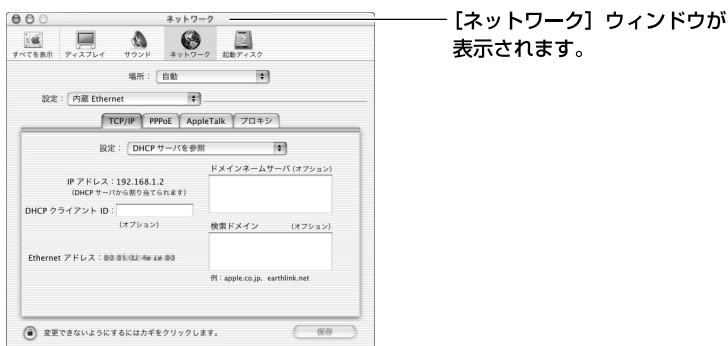 ネットワーク
[ネットワーク] ウィンドウが
表示されます。
すべてを表示 ディスプレイ サウンド ネットワーク 起動ディスク
場所： 自動
設定： 内蔵 Ethernet
TCP/IP PPPoE AppleTalk プロキシ
設定： DHCP サーバを参照
ドメインネームサーバ (オプション)
IP アドレス：192.168.1.2
(DHCP サーバから割り当てられます)
DHCP クライアント ID：
(オプション)
検索ドメイン (オプション)
Ethernet アドレス：
例：apple.co.jp、earthlink.net
変更できないようにするにはカギをクリックします。
保存